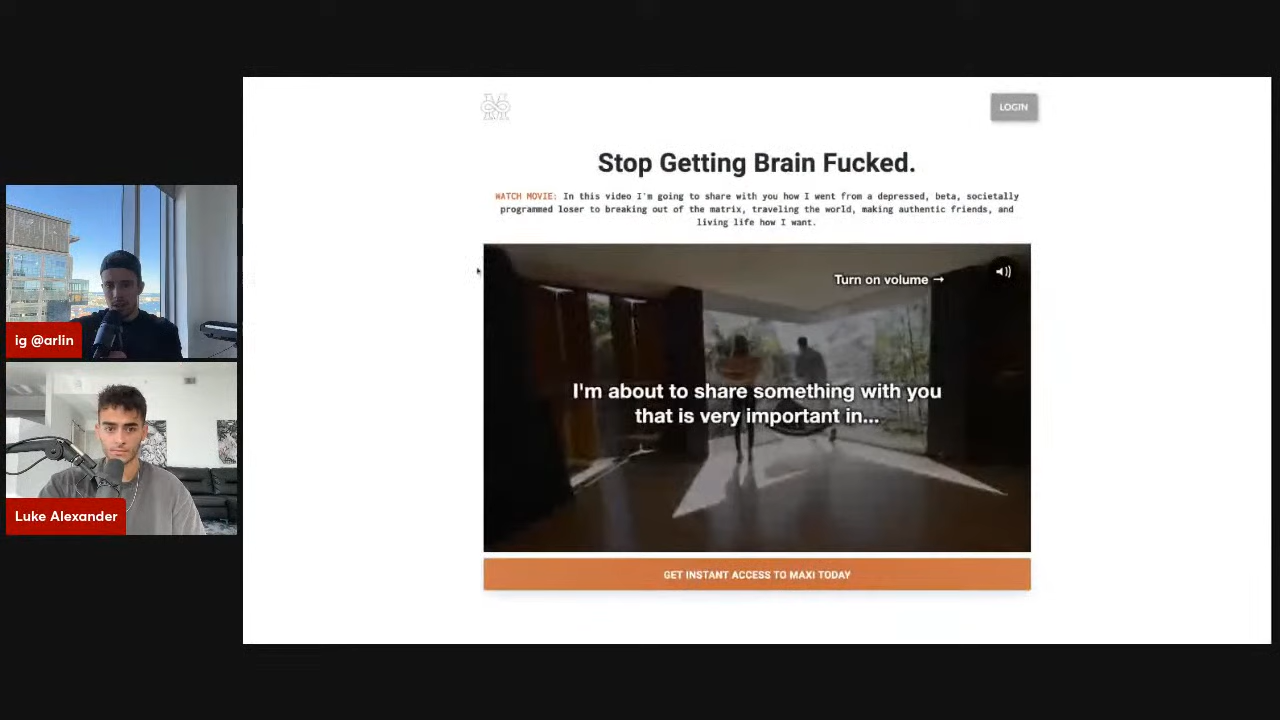 LOGIN
Stop Getting Brain Fucked.
WATCH MOVIE: In this video I'm going to share with you how I went from a depressed, beta, societally
programmed loser to breaking out of the matrix, traveling the world, making authentic friends, and
living life how I want.
Turn on volume →
I'm about to share something with you
that is very important in...
GET INSTANT ACCESS TO MAXI TODAY
ig @arlin
Luke Alexander